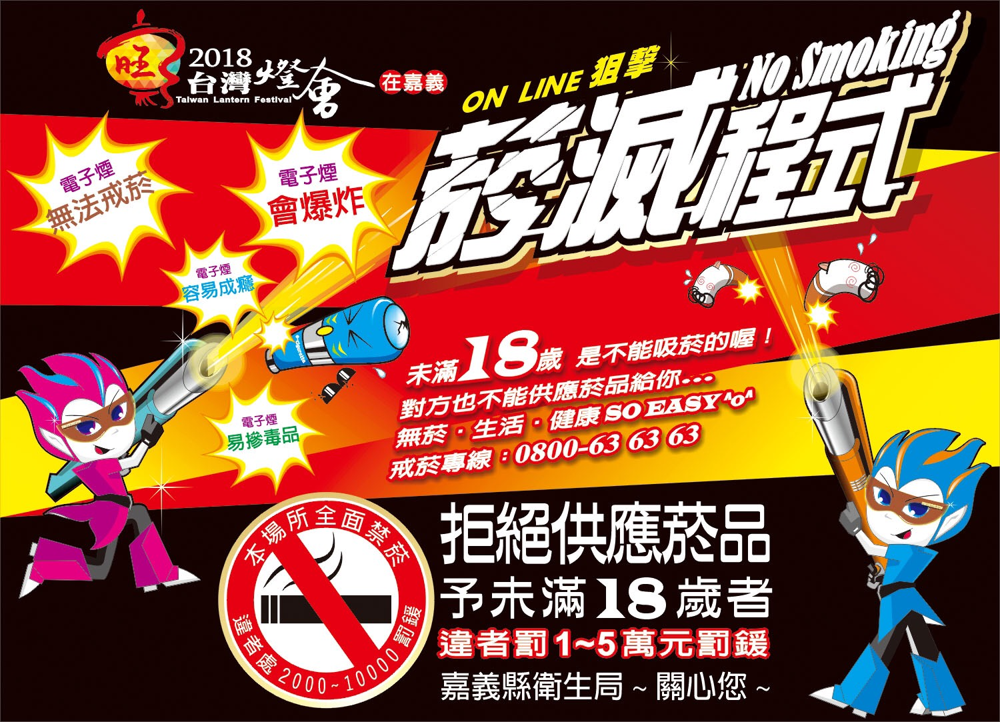 旺
2018
台灣燈會
Taiwan Lantern Festival
在嘉義
ON LINE 狙擊
No Smoking
菸滅程式
電子煙
無法戒菸
電子煙
會爆炸
電子煙
容易成癮
e-Cigarette
電子煙
易摻毒品
未滿18歲 是不能吸菸的喔！
對方也不能供應菸品給你...
無菸．生活．健康 SO EASY ^o^
戒菸專線：0800-63 63 63
本場所全面禁菸
違者處2000~10000罰鍰
拒絕供應菸品
予未滿18歲者
違者罰1~5萬元罰鍰
嘉義縣衛生局~關心您~